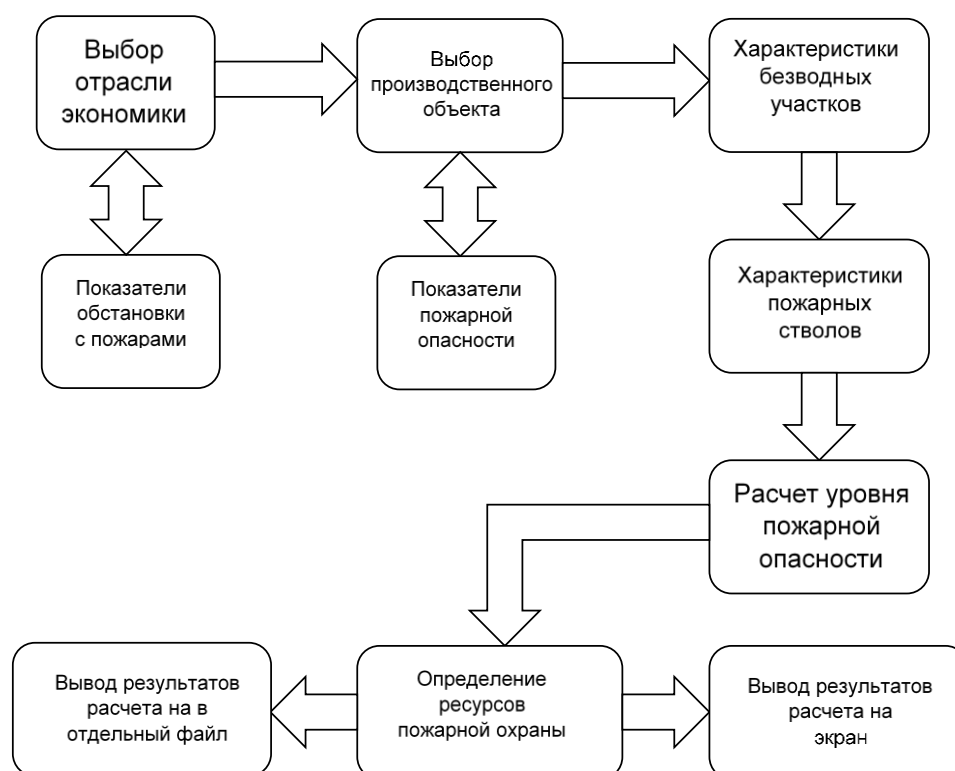 Выбор
отрасли
экономики
Выбор
производственного
объекта
Характеристики
безводных
участков
Показатели
обстановки
с пожарами
Показатели
пожарной
опасности
Характеристики
пожарных
стволов
Расчет уровня
пожарной
опасности
Вывод результатов
расчета на в
отдельный файл
Определение
ресурсов
пожарной охраны
Вывод результатов
расчета на
экран